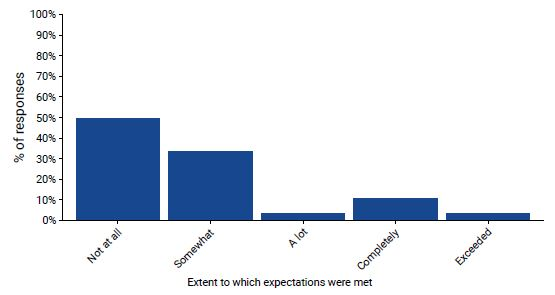 100%
90%
80%
70%
60%
50%
40%
30%
20%
10%
0%
% of responses
Not at all
Somewhat
A lot
Completely
Exceeded
Extent to which expectations were met